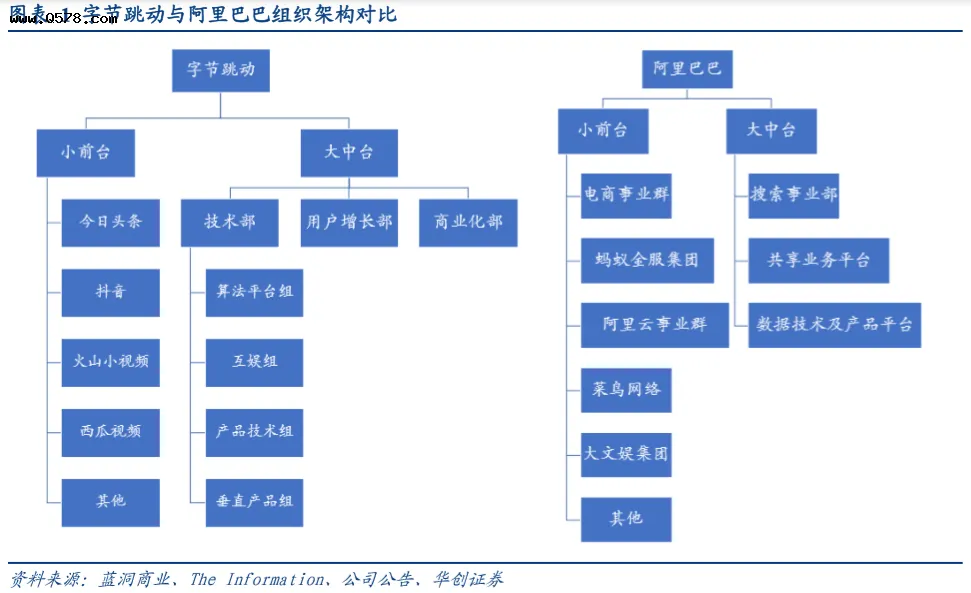 图表 1 字节跳动与阿里巴巴组织架构对比
www.0578.com
字节跳动
小前台
大中台
今日头条
抖音
火山小视频
西瓜视频
其他
技术部
用户增长部
商业化部
算法平台组
互娱组
产品技术组
垂直产品组
阿里巴巴
小前台
大中台
电商事业群
蚂蚁金服集团
阿里云事业群
菜鸟网络
大文娱集团
其他
搜索事业部
共享业务平台
数据技术及产品平台
资料来源：蓝洞商业、The Information、公司公告、华创证券